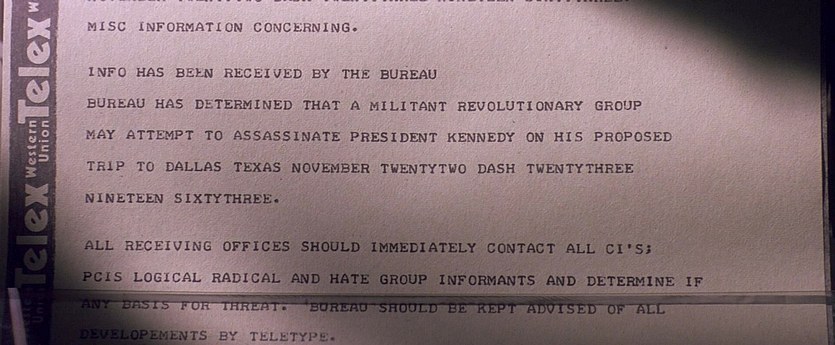 MISC INFORMATION CONCERNING.
INFO HAS BEEN RECEIVED BY THE BUREAU
BUREAU HAS DETERMINED THAT A MILITANT REVOLUTIONARY GROUP
MAY ATTEMPT TO ASSASSINATE PRESIDENT KENNEDY ON HIS PROPOSED
TRIP TO DALLAS TEXAS NOVEMBER TWENTYTWO DASH TWENTYTHREE
NINETEEN SIXTYTHREE.
ALL RECEIVING OFFICES SHOULD IMMEDIATELY CONTACT ALL CI'S;
PCIS LOGICAL RADICAL AND HATE GROUP INFORMANTS AND DETERMINE IF
ANY BASIS FOR THREAT. BUREAU SHOULD BE KEPT ADVISED OF ALL
DEVELOPEMENTS BY TELETYPE.
Western Union Telex
Western Union Telex